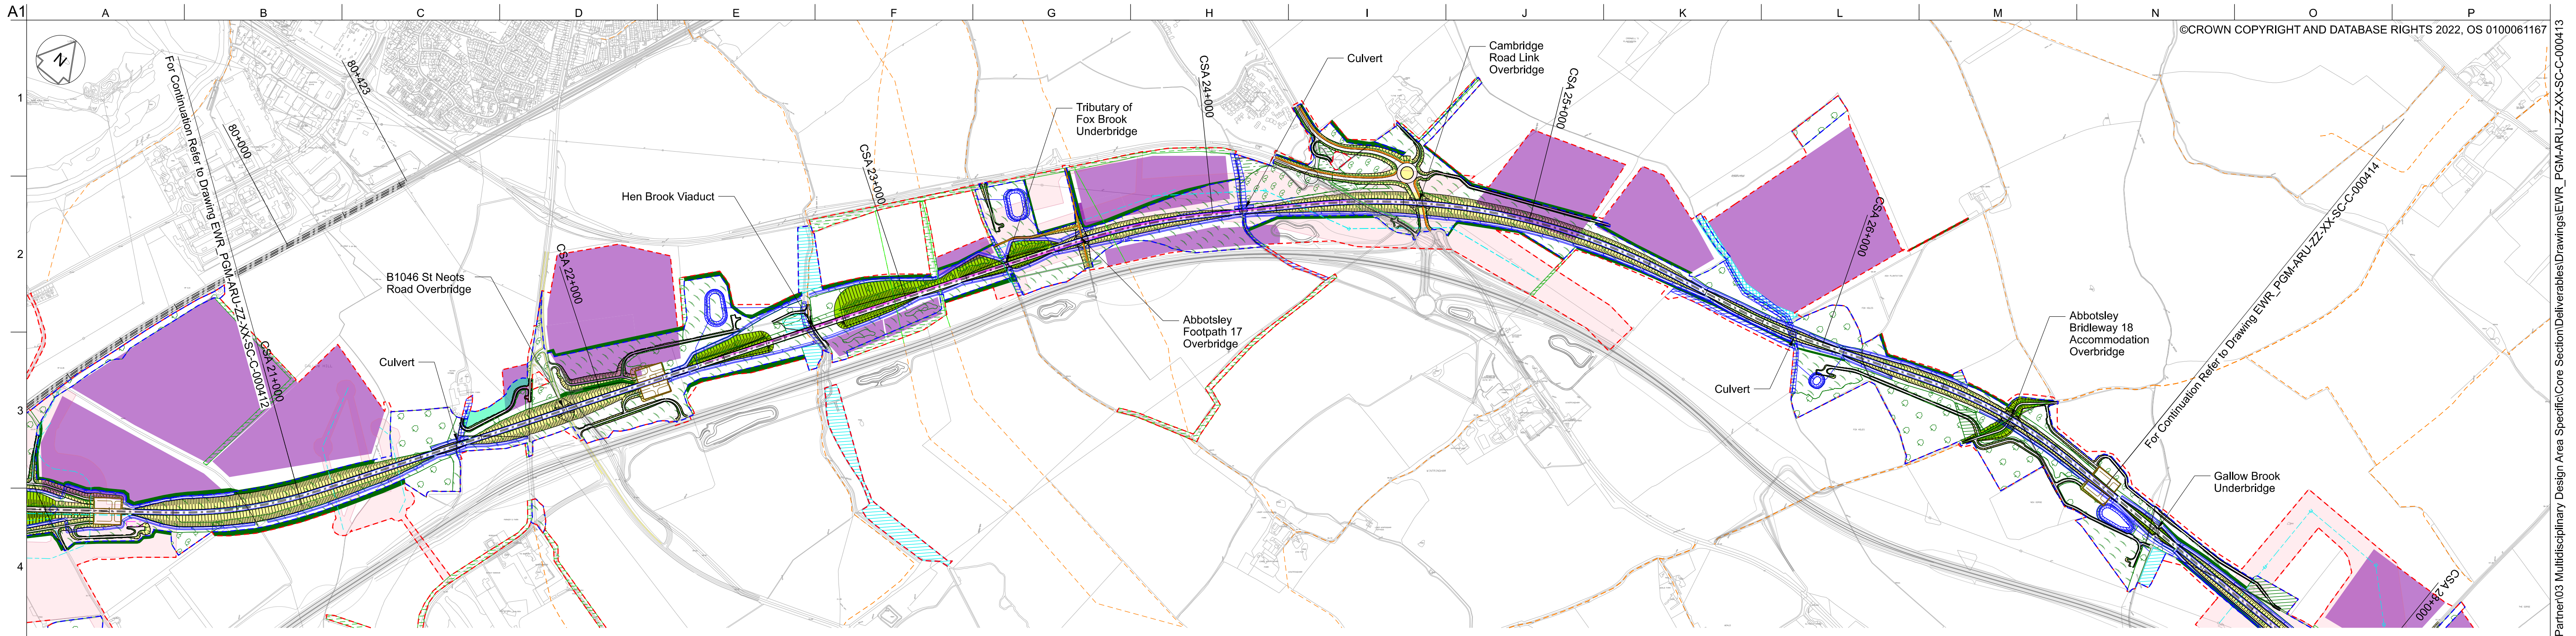 A1
A B C D E F G H I J K L M N O P
©CROWN COPYRIGHT AND DATABASE RIGHTS 2022, OS 0100061167
N
1
2
3
4
For Continuation Refer to Drawing EWR_PGM-ARU-ZZ-XX-SC-C-000412
80+000
80+423
CSA 21+000
Culvert
B1046 St Neots
Road Overbridge
CSA 22+000
Hen Brook Viaduct
CSA 23+000
Tributary of
Fox Brook
Underbridge
Abbotsley
Footpath 17
Overbridge
CSA 24+000
Culvert
Cambridge
Road Link
Overbridge
CSA 25+000
CSA 26+000
Culvert
Abbotsley
Bridleway 18
Accommodation
Overbridge
For Continuation Refer to Drawing EWR_PGM-ARU-ZZ-XX-SC-C-000414
Gallow Brook
Underbridge
CSA 28+000
Partner\03 Multidisciplinary Design Area Specific\Core Section\Deliverables\Drawings\EWR_PGM-ARU-ZZ-XX-SC-C-000413